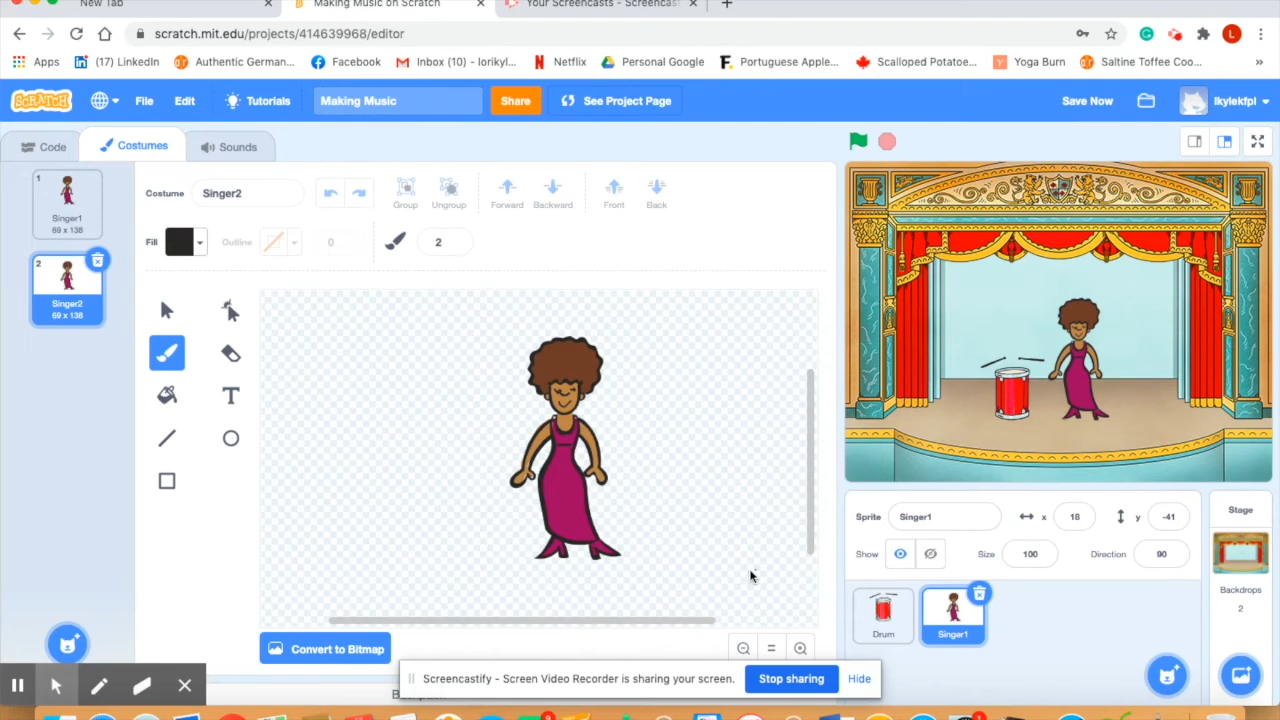 New Tab
Making Music on Scratch
Your Screencasts - Screencas
scratch.mit.edu/projects/414639968/editor
L
Apps
(17) LinkedIn
Authentic German...
Facebook
Inbox (10) - lorikyl...
Netflix
Personal Google
Portuguese Apple...
Scalloped Potatoe...
Yoga Burn
Saltine Toffee Coo...
»
SCRATCH
File
Edit
Tutorials
Making Music
Share
See Project Page
Save Now
lkylekfpl
Code
Costumes
Sounds
1
Singer1
69 x 138
2
Singer2
69 x 138
Costume
Singer2
Group
Ungroup
Forward
Backward
Front
Back
Fill
Outline
0
2
T
Convert to Bitmap
Sprite
Singer1
x
18
y
-41
Show
Size
100
Direction
90
Drum
Singer1
Stage
Backdrops
2
Screencastify - Screen Video Recorder is sharing your screen.
Stop sharing
Hide